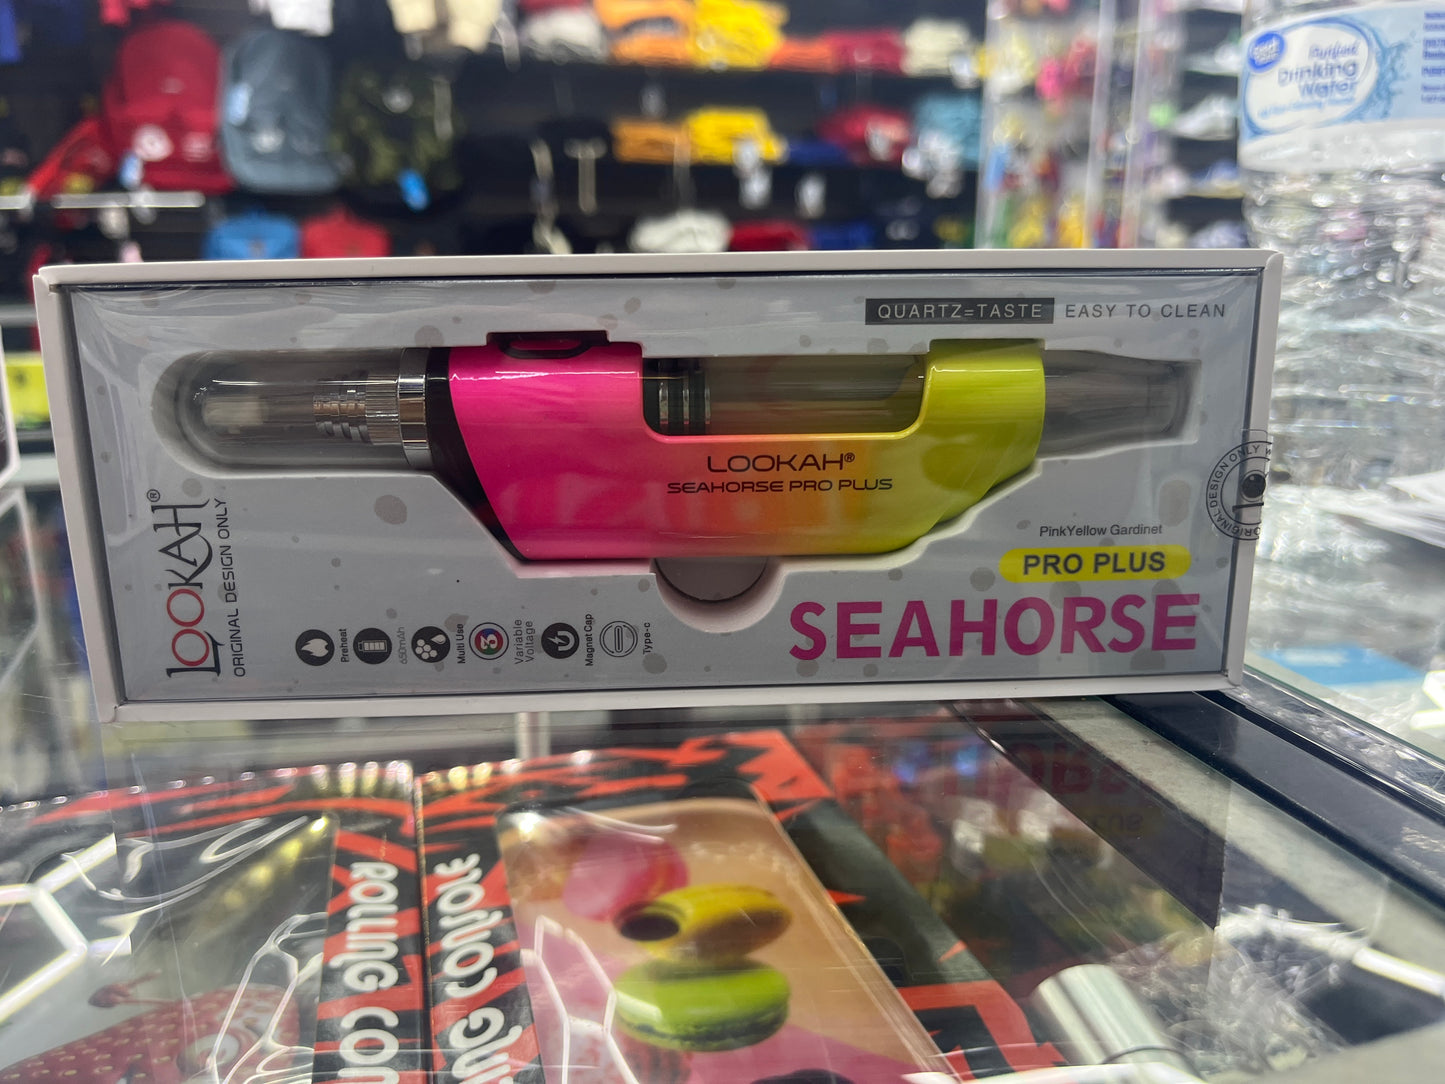 Purified
Drinking
Water
QUARTZ=TASTE EASY TO CLEAN
LOOKAH®
SEAHORSE PRO PLUS
LOOKAH®
ORIGINAL DESIGN ONLY
ORIGINAL DESIGN ONLY
PinkYellow Gardinet
PRO PLUS
SEAHORSE
Preheat
650mAh
Multi Use
Variable
Voltage
Magnet Cap
Type-c